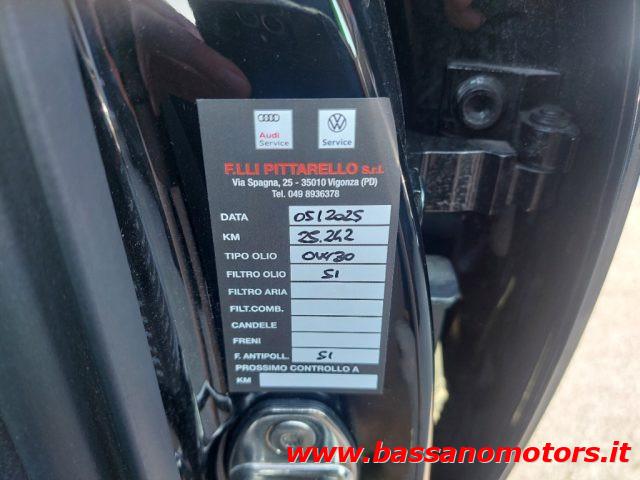 Audi
Service
Service
F.LLI PITTARELLO S.r.l.
Via Spagna, 25 - 35010 Vigonza (PD)
Tel. 049 8936378
DATA 05/2025
KM 25.242
TIPO OLIO 0W30
FILTRO OLIO SI
FILTRO ARIA
FILT.COMB.
CANDELE
FRENI
F. ANTIPOLL. SI
PROSSIMO CONTROLLO A
KM
www.bassanomotors.it